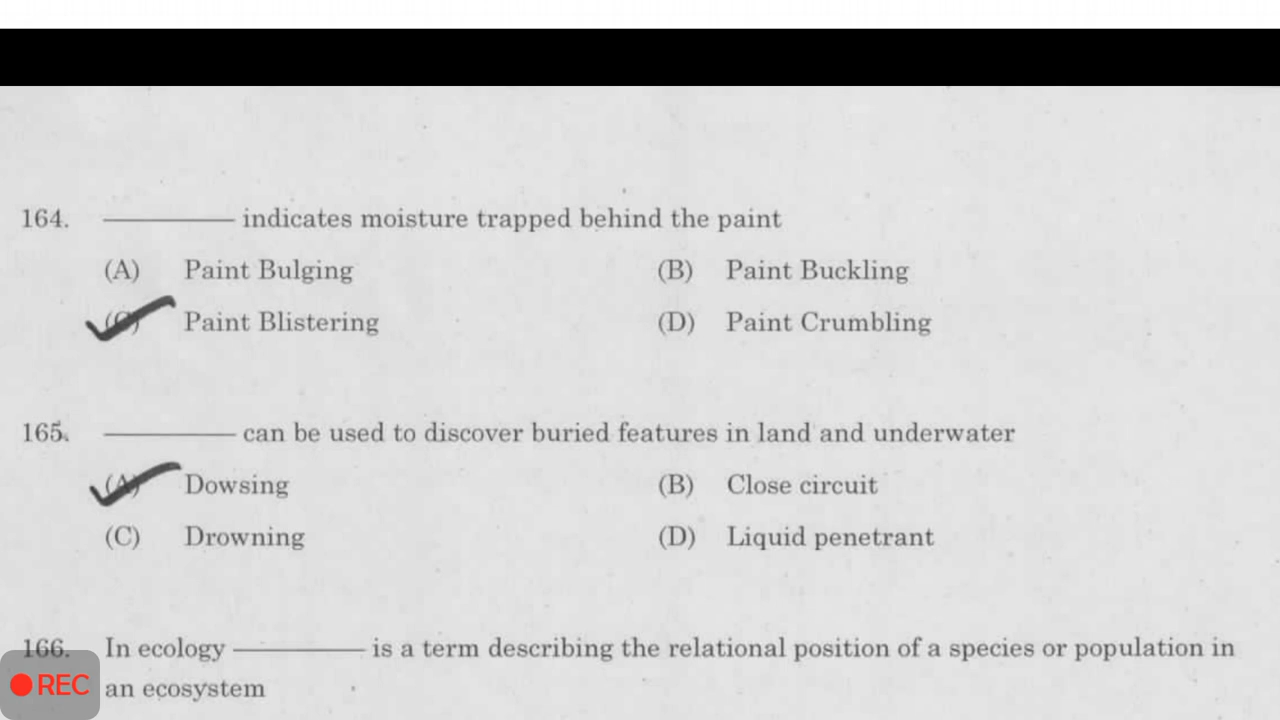 164. ———— indicates moisture trapped behind the paint
(A) Paint Bulging (B) Paint Buckling
(C) Paint Blistering (D) Paint Crumbling
165. ———— can be used to discover buried features in land and underwater
(A) Dowsing (B) Close circuit
(C) Drowning (D) Liquid penetrant
166. In ecology ———— is a term describing the relational position of a species or population in
REC an ecosystem